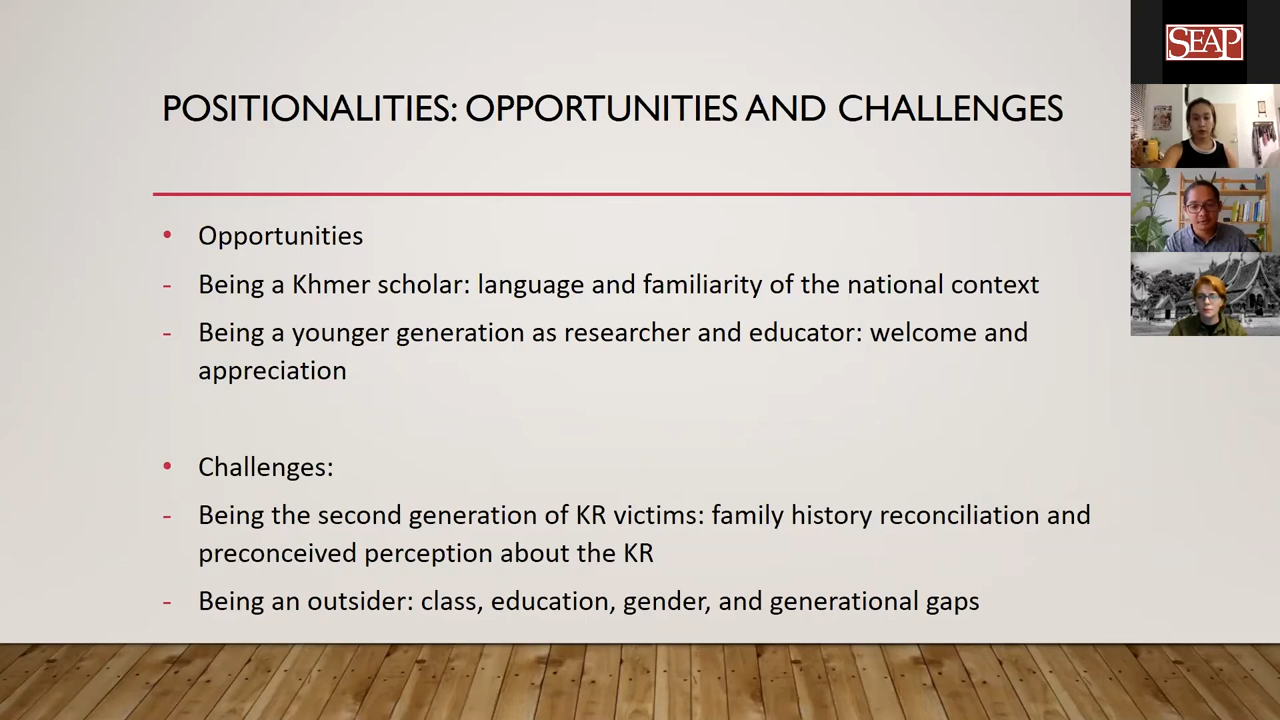 POSITIONALITIES: OPPORTUNITIES AND CHALLENGES
SEAP
• Opportunities
- Being a Khmer scholar: language and familiarity of the national context
- Being a younger generation as researcher and educator: welcome and
appreciation
• Challenges:
- Being the second generation of KR victims: family history reconciliation and
preconceived perception about the KR
- Being an outsider: class, education, gender, and generational gaps